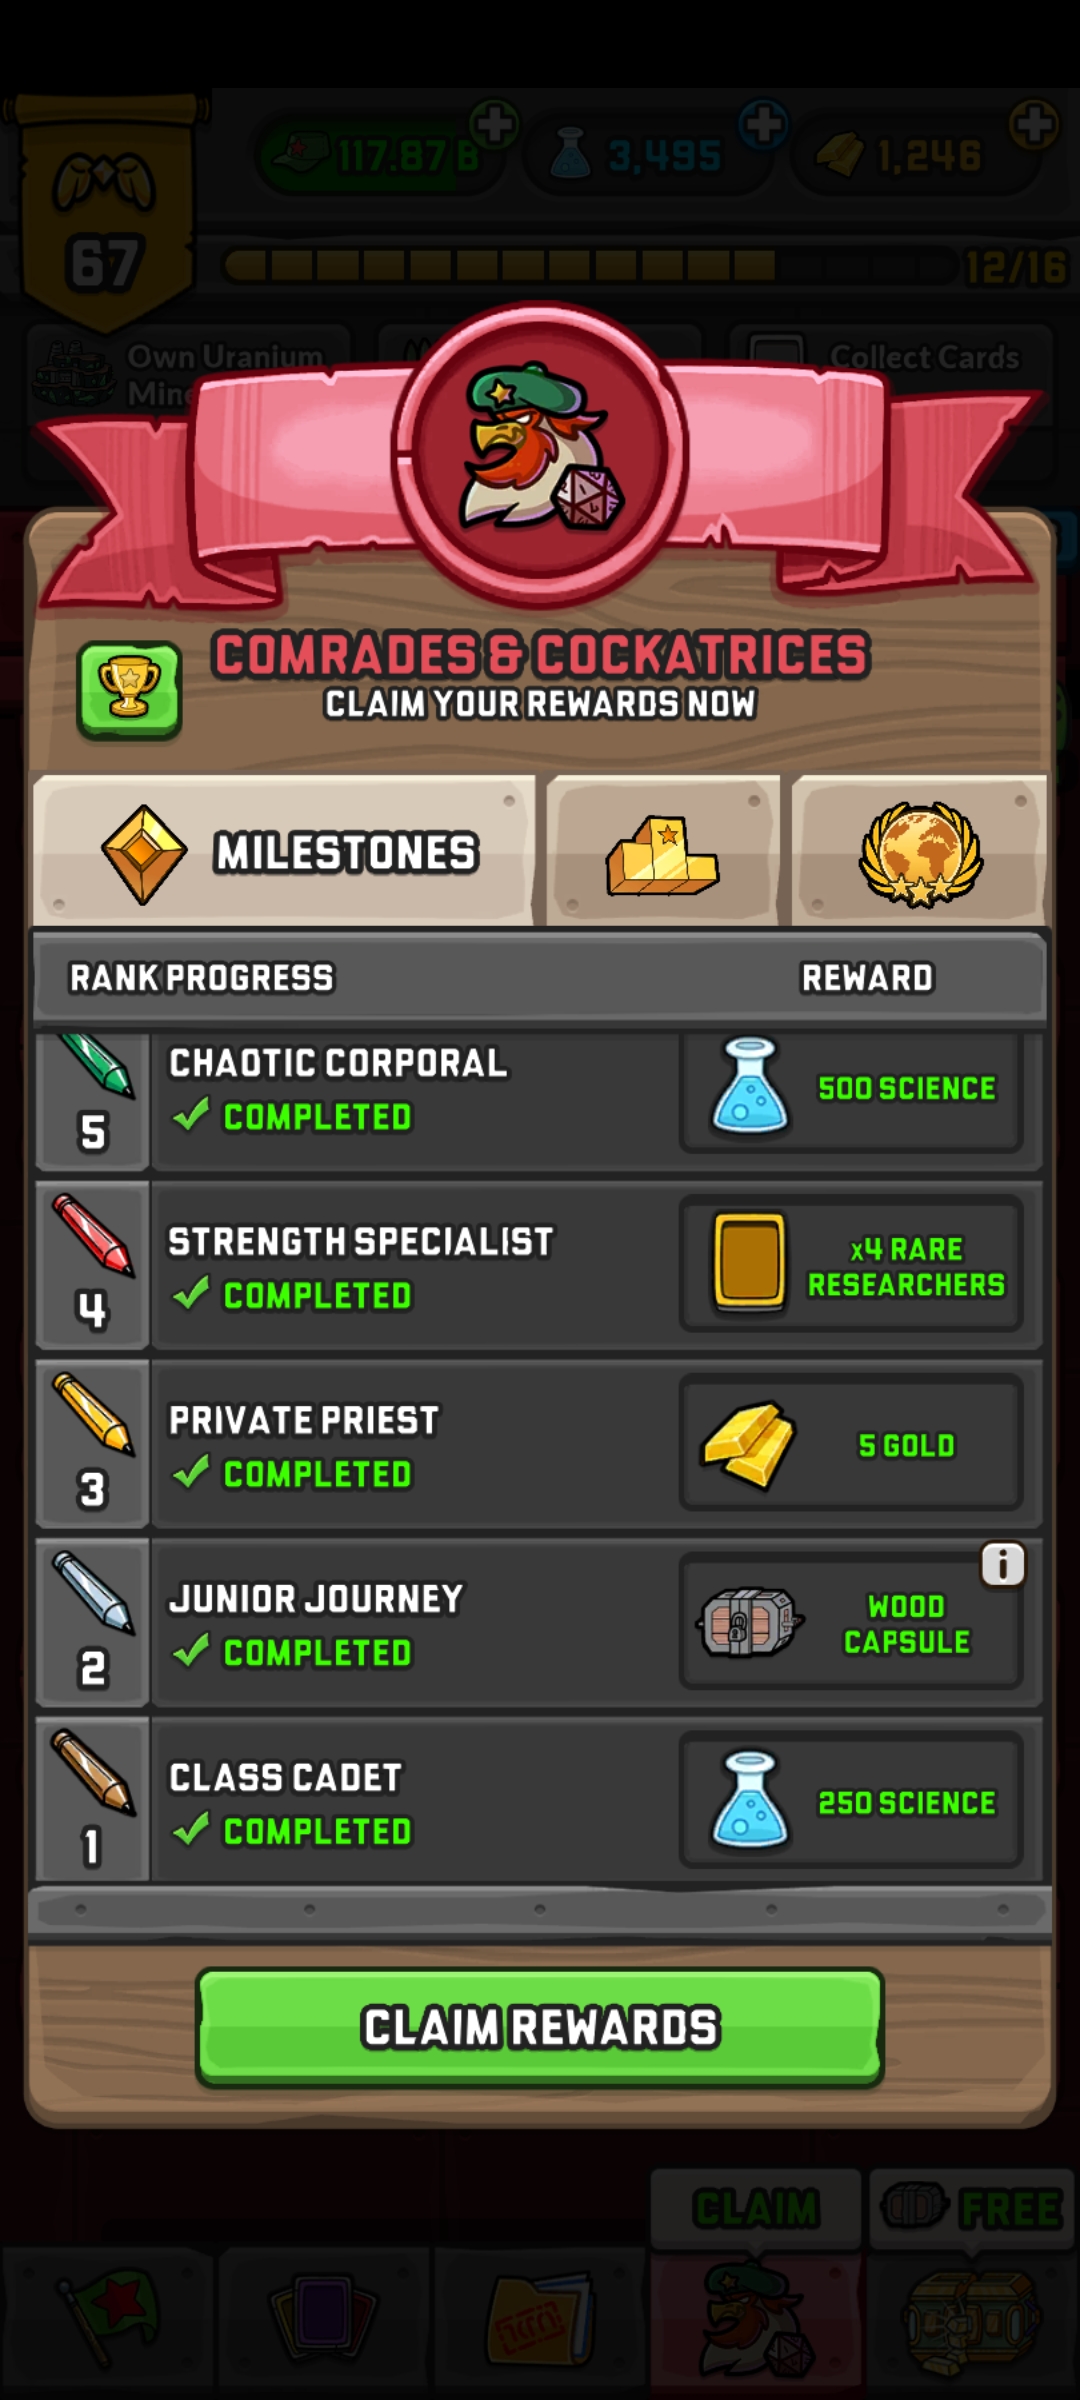 117.87 B
3,495
1,246
67
12/16
Own Uranium
Mine
Collect Cards
COMRADES & COCKATRICES
CLAIM YOUR REWARDS NOW
MILESTONES
RANK PROGRESS
REWARD
5
CHAOTIC CORPORAL
COMPLETED
500 SCIENCE
4
STRENGTH SPECIALIST
COMPLETED
x4 RARE
RESEARCHERS
3
PRIVATE PRIEST
COMPLETED
5 GOLD
2
JUNIOR JOURNEY
COMPLETED
i
WOOD
CAPSULE
1
CLASS CADET
COMPLETED
250 SCIENCE
CLAIM REWARDS
CLAIM
FREE